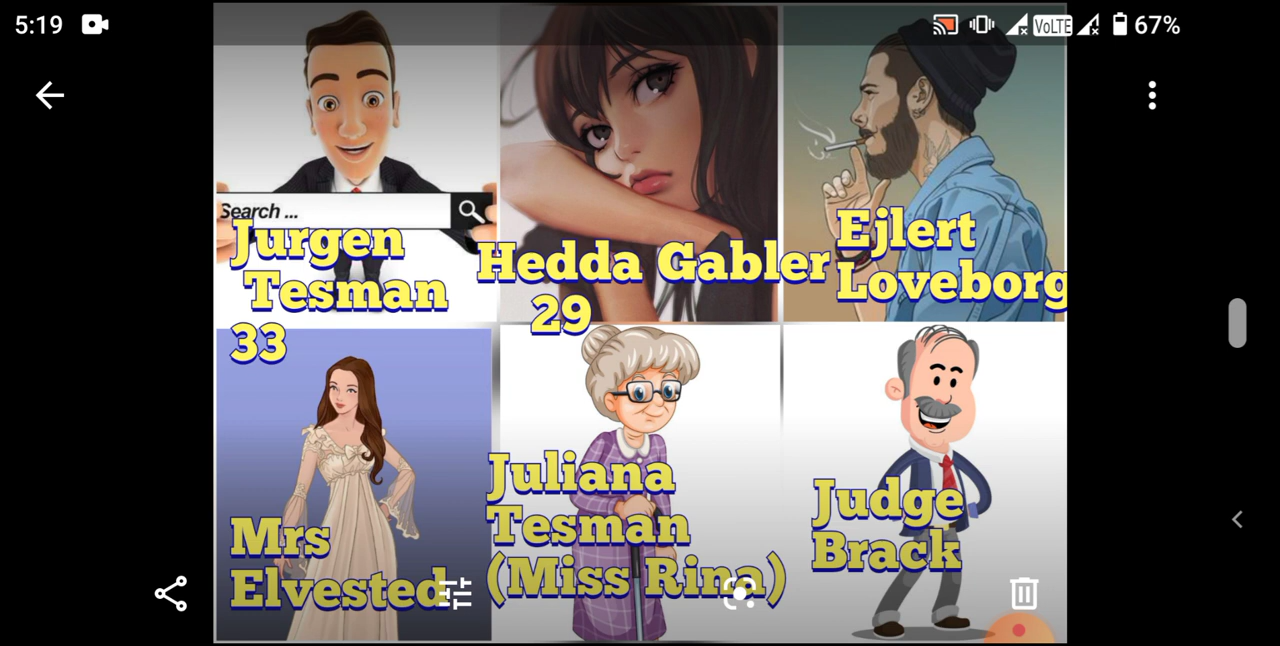 5:19
VoLTE
67%
Search ...
Jurgen
Tesman
33
Hedda Gabler
29
Ejlert
Loveborg
Mrs
Elvested
Juliana
Tesman
(Miss Rina)
Judge
Brack